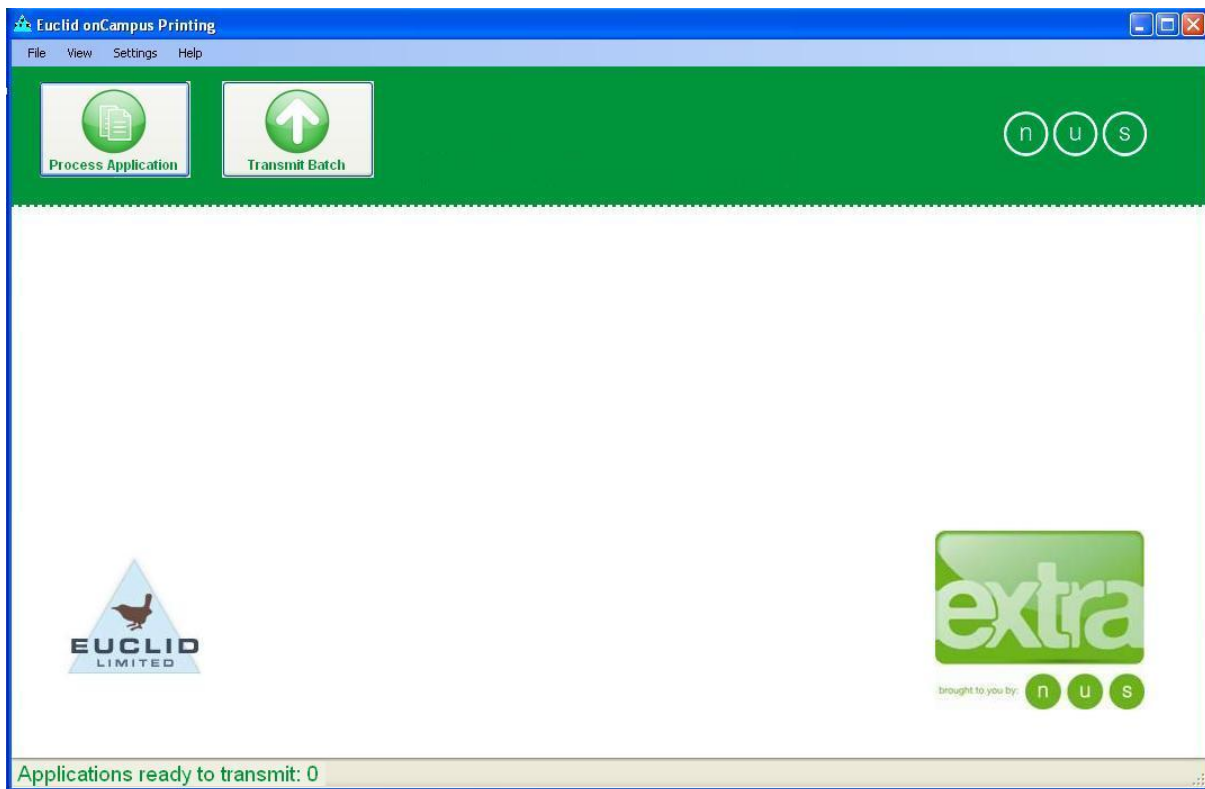 Euclid onCampus Printing
File View Settings Help
Process Application
Transmit Batch
n u s
EUCLID
LIMITED
extra
brought to you by: n u s
Applications ready to transmit: 0